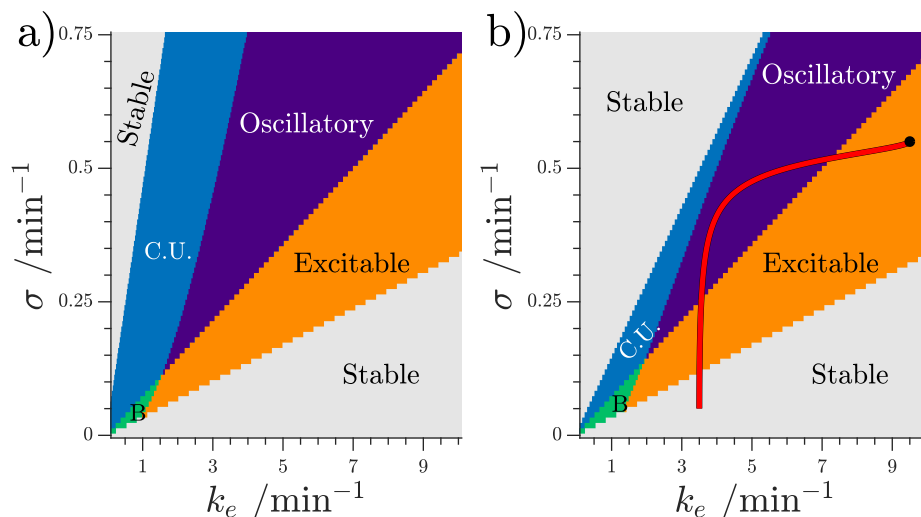 a)
0.75
0.5
0.25
0
σ /min⁻¹
Stable
C.U.
Oscillatory
Excitable
Stable
B
1 3 5 7 9
kₑ /min⁻¹
b)
0.75
0.5
0.25
0
σ /min⁻¹
Stable
C.U.
Oscillatory
Excitable
Stable
B
1 3 5 7 9
kₑ /min⁻¹